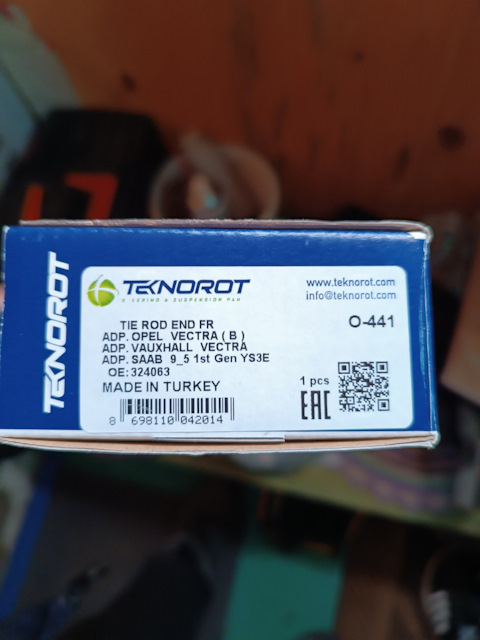 TEKNOROT
TEKNOROT
STEERING & SUSPENSION PARTS
www.teknorot.com
info@teknorot.com
TIE ROD END FR
O-441
ADP. OPEL VECTRA ( B )
ADP. VAUXHALL VECTRA
ADP. SAAB 9_5 1st Gen YS3E
OE: 324063
MADE IN TURKEY
1 pcs
EAC
8 698110 042014